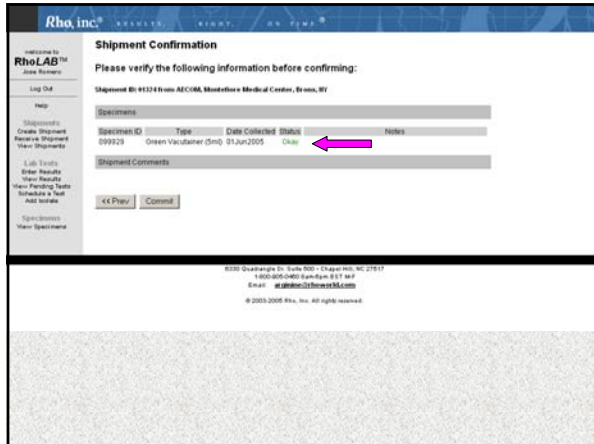 Rho, inc.® RESULTS. RIGHT. ON TIME.®
welcome to
RhoLAB™
Jose Romero
Log Out
Help
Shipments
Create Shipment
Receive Shipment
View Shipments
Lab Tests
Enter Results
View Results
View Pending Tests
Schedule a Test
Add Isolate
Specimens
View Specimens
Shipment Confirmation
Please verify the following information before confirming:
Shipment ID: 01324 from AECOM, Montefiore Medical Center, Bronx, NY
Specimens
Specimen ID Type Date Collected Status Notes
099929 Green Vacutainer (5ml) 01Jun2005 Okay
Shipment Comments
<< Prev Commit
6330 Quadrangle Dr. Suite 500 - Chapel Hill, NC 27517
1-800-805-0460 8am-6pm EST M-F
Email: arginine@rhoworld.com
© 2003-2005 Rho, Inc. All rights reserved.